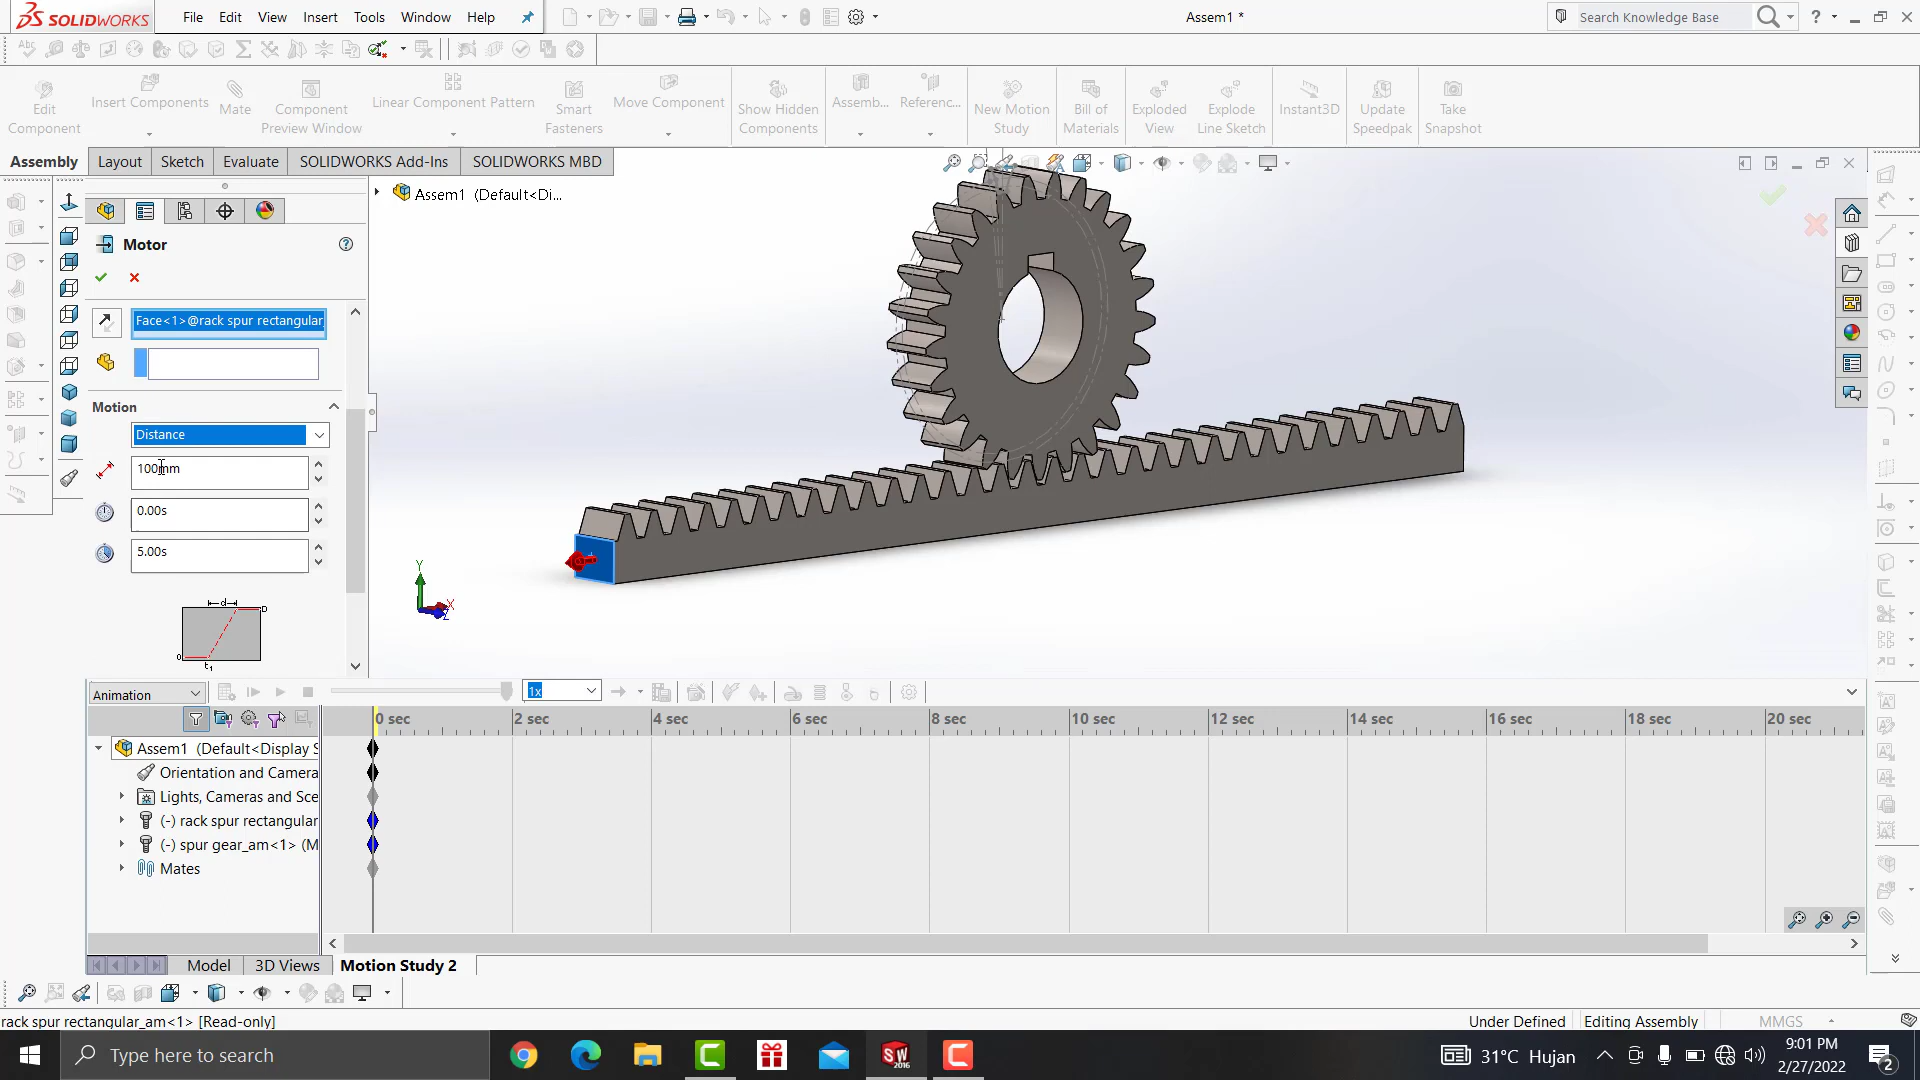 SOLIDWORKS
File Edit View Insert Tools Window Help
Assem1 *
Search Knowledge Base
?
Edit Component
Insert Components
Mate
Component Preview Window
Linear Component Pattern
Smart Fasteners
Move Component
Show Hidden Components
Assemb...
Referenc...
New Motion Study
Bill of Materials
Exploded View
Explode Line Sketch
Instant3D
Update Speedpak
Take Snapshot
Assembly Layout Sketch Evaluate SOLIDWORKS Add-Ins SOLIDWORKS MBD
Assem1 (Default<Di...
Motor
Face<1>@rack spur rectangular
Motion
Distance
100mm
0.00s
5.00s
d
D
0
t1
Y
X
Z
Animation
1x
0 sec 2 sec 4 sec 6 sec 8 sec 10 sec 12 sec 14 sec 16 sec 18 sec 20 sec
Assem1 (Default<Display S
Orientation and Camera
Lights, Cameras and Sce
(-) rack spur rectangular
(-) spur gear_am<1> (M
Mates
Model 3D Views Motion Study 2
rack spur rectangular_am<1> [Read-only]
Under Defined Editing Assembly MMGS
Type here to search
SW
2016
31°C Hujan
9:01 PM
2/27/2022
2